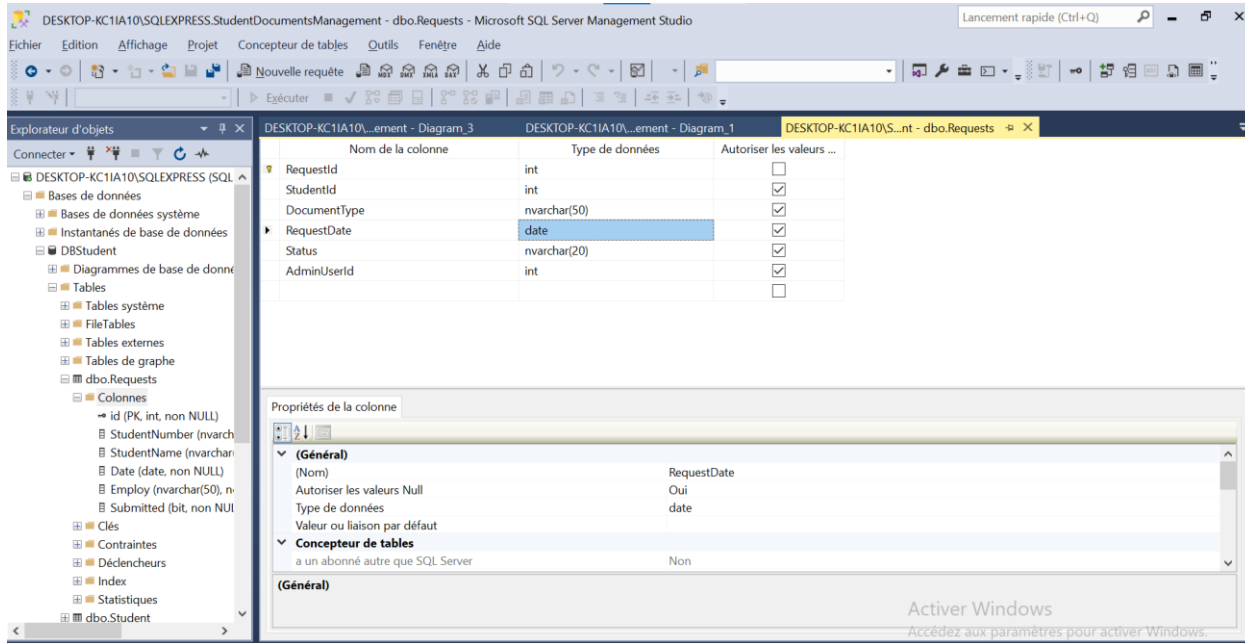 DESKTOP-KC1IA10\SQLEXPRESS.StudentDocumentsManagement - dbo.Requests - Microsoft SQL Server Management Studio
Lancement rapide (Ctrl+Q)
Fichier Edition Affichage Projet Concepteur de tables Outils Fenêtre Aide
Nouvelle requête
Exécuter
Explorateur d'objets
Connecter
DESKTOP-KC1IA10\SQLEXPRESS (SQL
Bases de données
Bases de données système
Instantanés de base de données
DBStudent
Diagrammes de base de donné
Tables
Tables système
FileTables
Tables externes
Tables de graphe
dbo.Requests
Colonnes
id (PK, int, non NULL)
StudentNumber (nvarch
StudentName (nvarchar
Date (date, non NULL)
Employ (nvarchar(50), n
Submitted (bit, non NUL
Clés
Contraintes
Déclencheurs
Index
Statistiques
dbo.Student
DESKTOP-KC1IA10\...ement - Diagram_3 DESKTOP-KC1IA10\...ement - Diagram_1 DESKTOP-KC1IA10\S...nt - dbo.Requests
Nom de la colonne Type de données Autoriser les valeurs ...
RequestId int
StudentId int
DocumentType nvarchar(50)
RequestDate date
Status nvarchar(20)
AdminUserId int
Propriétés de la colonne
(Général)
(Nom) RequestDate
Autoriser les valeurs Null Oui
Type de données date
Valeur ou liaison par défaut
Concepteur de tables
a un abonné autre que SQL Server Non
(Général)
Activer Windows
Accédez aux paramètres pour activer Windows.